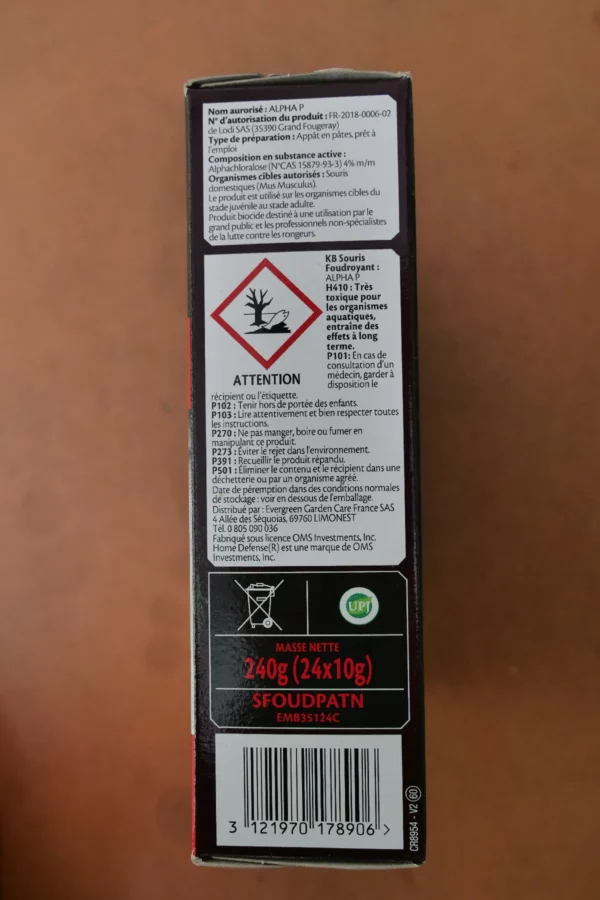 Nom aurorisé : ALPHA P
N° d'autorisation du produit : FR-2018-0006-02
de Lodi SAS (35390 Grand Fougeray)
Type de préparation : Appât en pâtes, prêt à
l'emploi
Composition en substance active :
Alphachloralose (N°CAS 15879-93-3) 4% m/m
Organismes cibles autorisés : Souris
domestiques (Mus Musculus).
Le produit est utilisé sur les organismes cibles du
stade juvénile au stade adulte.
Produit biocide destiné à une utilisation par le
grand public et les professionnels non-spécialistes
de la lutte contre les rongeurs.
KB Souris
Foudroyant :
ALPHA P
H410 : Très
toxique pour
les organismes
aquatiques,
entraîne des
effets à long
terme.
P101: En cas de
consultation d'un
médecin, garder à
disposition le
ATTENTION
récipient ou l'étiquette.
P102 : Tenir hors de portée des enfants.
P103 : Lire attentivement et bien respecter toutes
les instructions.
P270 : Ne pas manger, boire ou fumer en
manipulant ce produit.
P273 : Éviter le rejet dans l'environnement.
P391 : Recueillir le produit répandu.
P501 : Éliminer le contenu et le récipient dans une
déchetterie ou par un organisme agréé.
Date de péremption dans des conditions normales
de stockage : voir en dessous de l'emballage.
Distribué par : Evergreen Garden Care France SAS
4 Allée des Séquoias, 69760 LIMONEST
Tél. 0 805 090 036
Fabriqué sous licence OMS Investments, Inc.
Home Defense(R) est une marque de OMS
Investments, Inc.
UPJ
MASSE NETTE
240g (24x10g)
SFOUDPATN
EMB35124C
3 121970 178906 >
CR8954 - V2 60